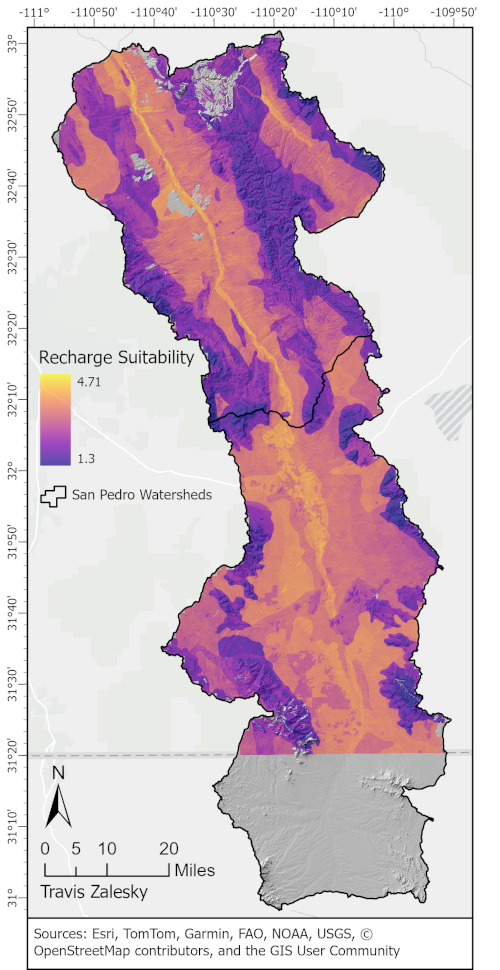 -111° -110°50' -110°40' -110°30' -110°20' -110°10' -110° -109°50'
33°
32°50'
32°40'
32°30'
32°20'
Recharge Suitability
4.71
32°10'
1.3
32°
San Pedro Watersheds
31°50'
31°40'
31°30'
31°20'
N
31°10'
0 5 10 20
Miles
Travis Zalesky
31°
Sources: Esri, TomTom, Garmin, FAO, NOAA, USGS, ©
OpenStreetMap contributors, and the GIS User Community